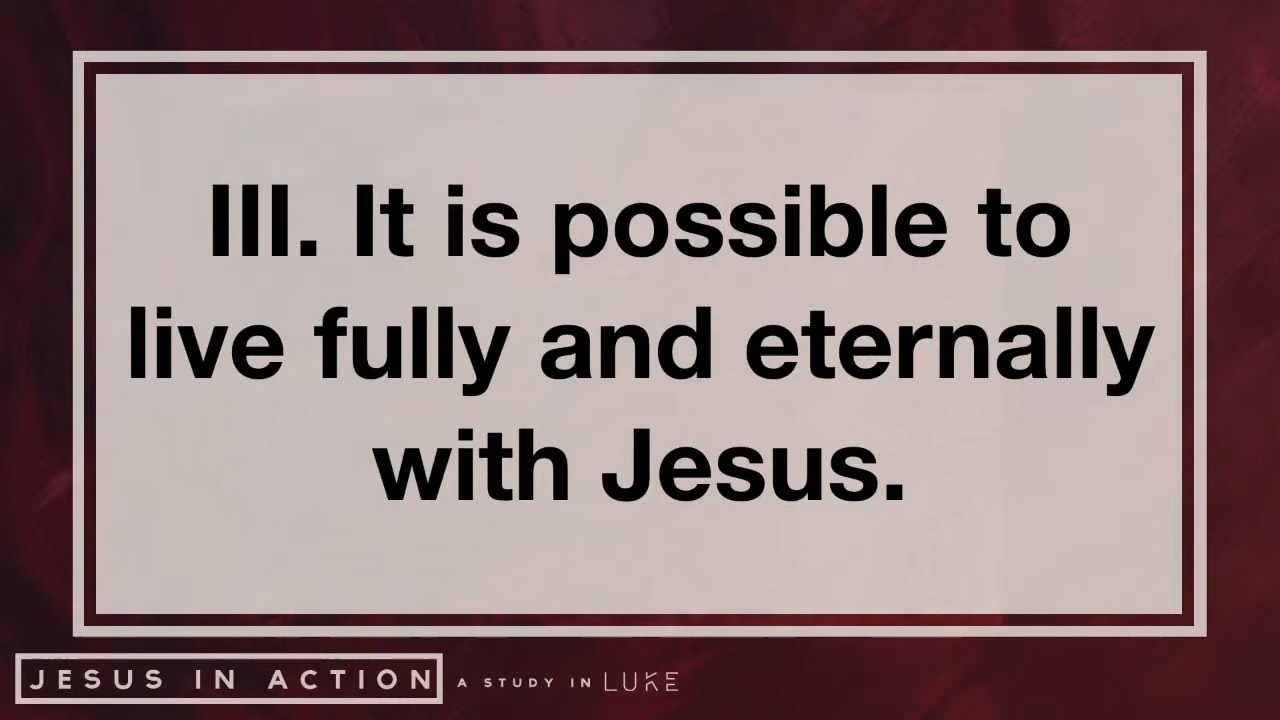 III. It is possible to
live fully and eternally
with Jesus.
JESUS IN ACTION A STUDY IN LUKE